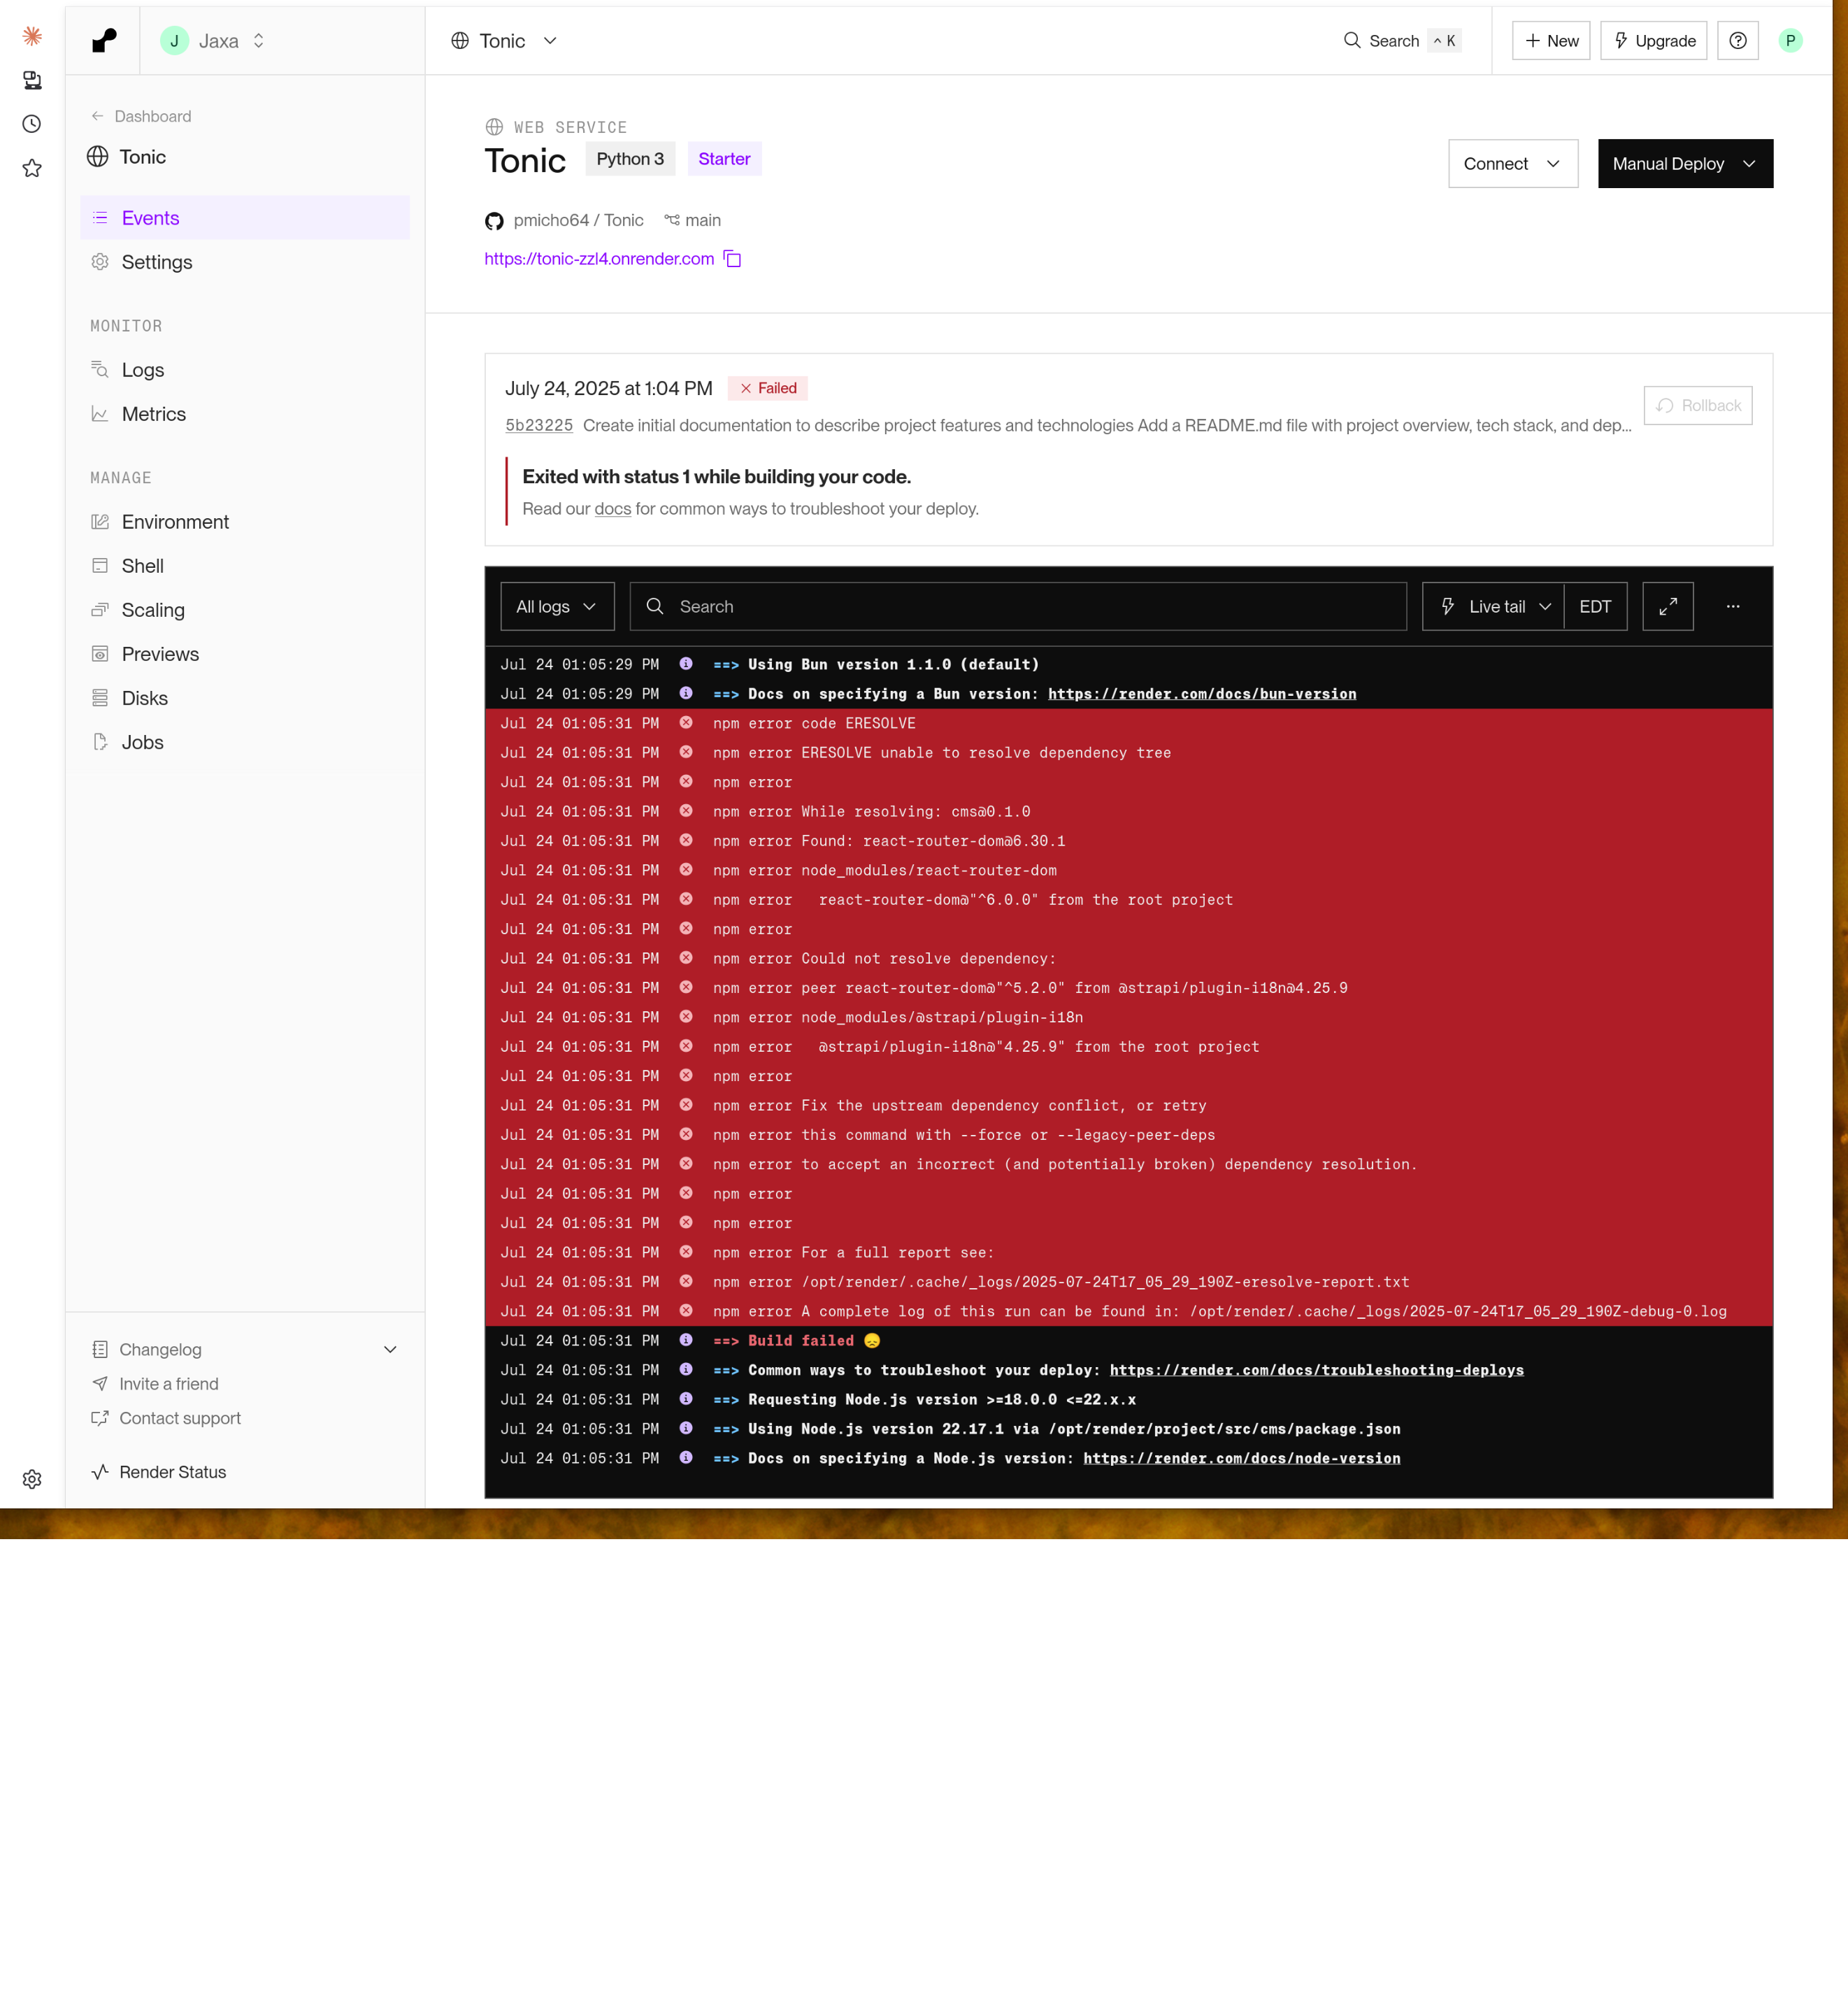 J Jaxa
Tonic
Search ^ K
+ New
Upgrade
P
← Dashboard
Tonic
Events
Settings
MONITOR
Logs
Metrics
MANAGE
Environment
Shell
Scaling
Previews
Disks
Jobs
Changelog
Invite a friend
Contact support
Render Status
WEB SERVICE
Tonic Python 3 Starter
Connect
Manual Deploy
pmicho64 / Tonic main
https://tonic-zzl4.onrender.com
July 24, 2025 at 1:04 PM Failed
Rollback
5b23225 Create initial documentation to describe project features and technologies Add a README.md file with project overview, tech stack, and dep...
Exited with status 1 while building your code.
Read our docs for common ways to troubleshoot your deploy.
All logs Search Live tail EDT ...
Jul 24 01:05:29 PM ==> Using Bun version 1.1.0 (default)
Jul 24 01:05:29 PM ==> Docs on specifying a Bun version: https://render.com/docs/bun-version
Jul 24 01:05:31 PM npm error code ERESOLVE
Jul 24 01:05:31 PM npm error ERESOLVE unable to resolve dependency tree
Jul 24 01:05:31 PM npm error
Jul 24 01:05:31 PM npm error While resolving: cms@0.1.0
Jul 24 01:05:31 PM npm error Found: react-router-dom@6.30.1
Jul 24 01:05:31 PM npm error node_modules/react-router-dom
Jul 24 01:05:31 PM npm error   react-router-dom@"^6.0.0" from the root project
Jul 24 01:05:31 PM npm error
Jul 24 01:05:31 PM npm error Could not resolve dependency:
Jul 24 01:05:31 PM npm error peer react-router-dom@"^5.2.0" from @strapi/plugin-i18n@4.25.9
Jul 24 01:05:31 PM npm error node_modules/@strapi/plugin-i18n
Jul 24 01:05:31 PM npm error   @strapi/plugin-i18n@"4.25.9" from the root project
Jul 24 01:05:31 PM npm error
Jul 24 01:05:31 PM npm error Fix the upstream dependency conflict, or retry
Jul 24 01:05:31 PM npm error this command with --force or --legacy-peer-deps
Jul 24 01:05:31 PM npm error to accept an incorrect (and potentially broken) dependency resolution.
Jul 24 01:05:31 PM npm error
Jul 24 01:05:31 PM npm error
Jul 24 01:05:31 PM npm error For a full report see:
Jul 24 01:05:31 PM npm error /opt/render/.cache/_logs/2025-07-24T17_05_29_190Z-eresolve-report.txt
Jul 24 01:05:31 PM npm error A complete log of this run can be found in: /opt/render/.cache/_logs/2025-07-24T17_05_29_190Z-debug-0.log
Jul 24 01:05:31 PM ==> Build failed 😞
Jul 24 01:05:31 PM ==> Common ways to troubleshoot your deploy: https://render.com/docs/troubleshooting-deploys
Jul 24 01:05:31 PM ==> Requesting Node.js version >=18.0.0 <=22.x.x
Jul 24 01:05:31 PM ==> Using Node.js version 22.17.1 via /opt/render/project/src/cms/package.json
Jul 24 01:05:31 PM ==> Docs on specifying a Node.js version: https://render.com/docs/node-version